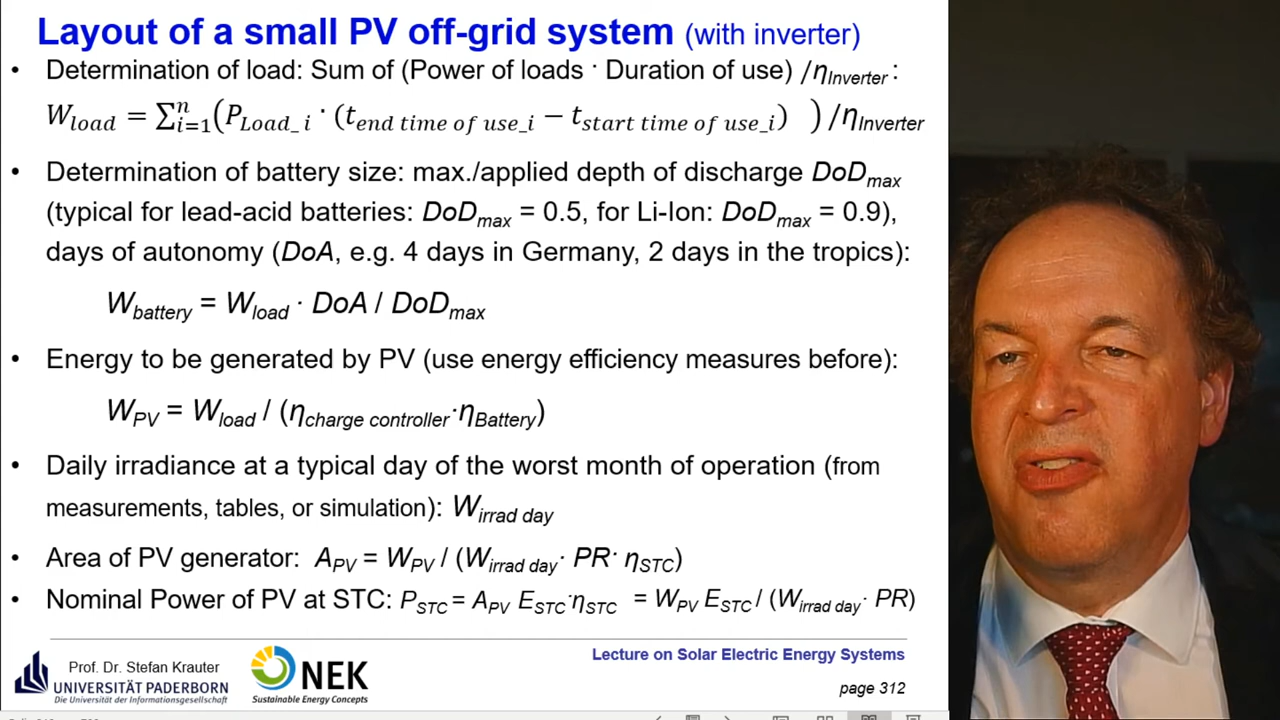 Layout of a small PV off-grid system (with inverter)
• Determination of load: Sum of (Power of loads · Duration of use) /ηInverter :
Wload = ∑ⁿi=1(PLoad_i · (tend time of use_i − tstart time of use_i) ) /ηInverter
• Determination of battery size: max./applied depth of discharge DoDmax
(typical for lead-acid batteries: DoDmax = 0.5, for Li-Ion: DoDmax = 0.9),
days of autonomy (DoA, e.g. 4 days in Germany, 2 days in the tropics):
Wbattery = Wload · DoA / DoDmax
• Energy to be generated by PV (use energy efficiency measures before):
WPV = Wload / (ηcharge controller·ηBattery)
• Daily irradiance at a typical day of the worst month of operation (from
measurements, tables, or simulation): Wirrad day
• Area of PV generator: APV = WPV / (Wirrad day· PR· ηSTC)
• Nominal Power of PV at STC: PSTC = APV ESTC·ηSTC = WPV ESTC / (Wirrad day· PR)
Prof. Dr. Stefan Krauter
UNIVERSITÄT PADERBORN
Die Universität der Informationsgesellschaft
NEK
Sustainable Energy Concepts
Lecture on Solar Electric Energy Systems
page 312